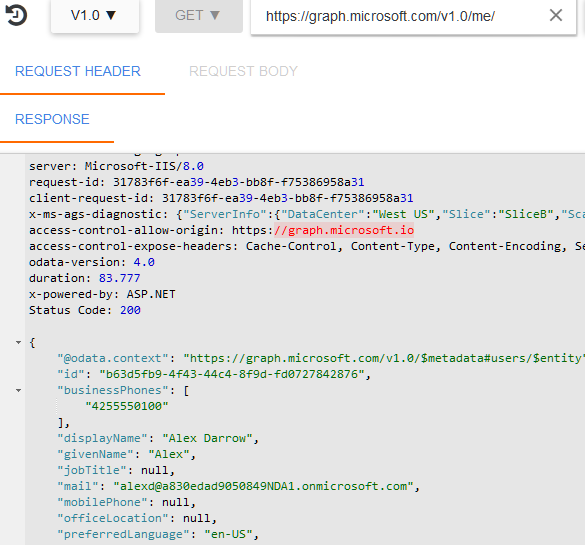 V1.0 ▼ GET ▼ https://graph.microsoft.com/v1.0/me/ ✕
REQUEST HEADER REQUEST BODY
RESPONSE
server: Microsoft-IIS/8.0
request-id: 31783f6f-ea39-4eb3-bb8f-f75386958a31
client-request-id: 31783f6f-ea39-4eb3-bb8f-f75386958a31
x-ms-ags-diagnostic: {"ServerInfo":{"DataCenter":"West US","Slice":"SliceB","Sca
access-control-allow-origin: https://graph.microsoft.io
access-control-expose-headers: Cache-Control, Content-Type, Content-Encoding, Se
odata-version: 4.0
duration: 83.777
x-powered-by: ASP.NET
Status Code: 200
{
"@odata.context": "https://graph.microsoft.com/v1.0/$metadata#users/$entity"
"id": "b63d5fb9-4f43-44c4-8f9d-fd0727842876",
"businessPhones": [
"4255550100"
],
"displayName": "Alex Darrow",
"givenName": "Alex",
"jobTitle": null,
"mail": "alexd@a830edad9050849NDA1.onmicrosoft.com",
"mobilePhone": null,
"officeLocation": null,
"preferredLanguage": "en-US",